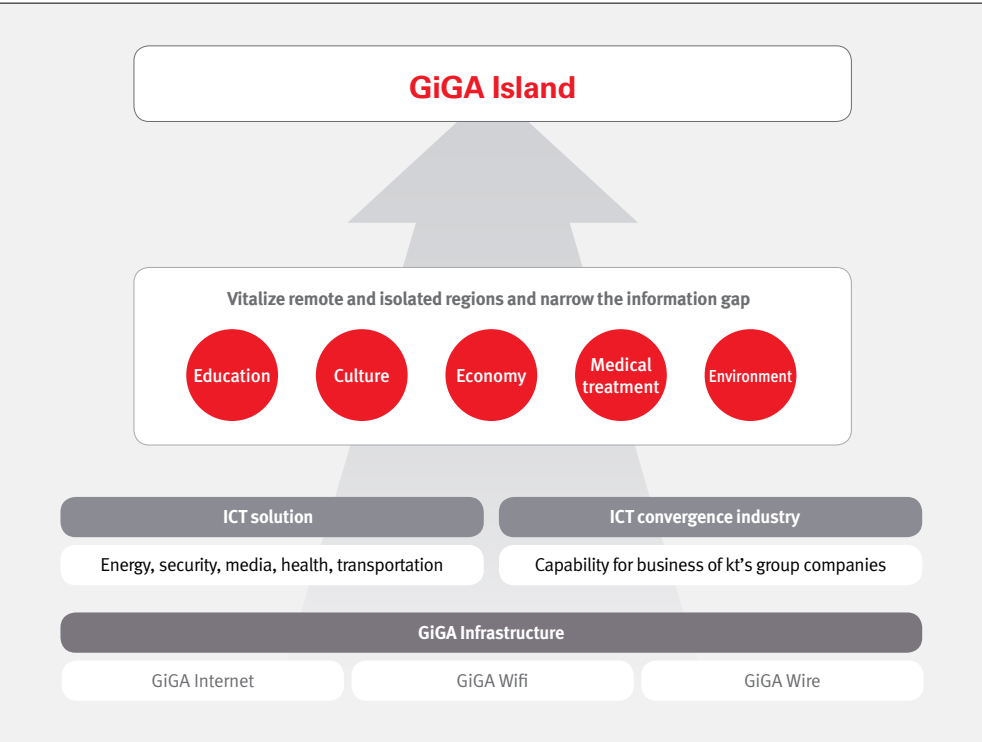 GiGA Island
Vitalize remote and isolated regions and narrow the information gap
Education
Culture
Economy
Medical
treatment
Environment
ICT solution
ICT convergence industry
Energy, security, media, health, transportation
Capability for business of kt's group companies
GiGA Infrastructure
GiGA Internet
GiGA Wifi
GiGA Wire